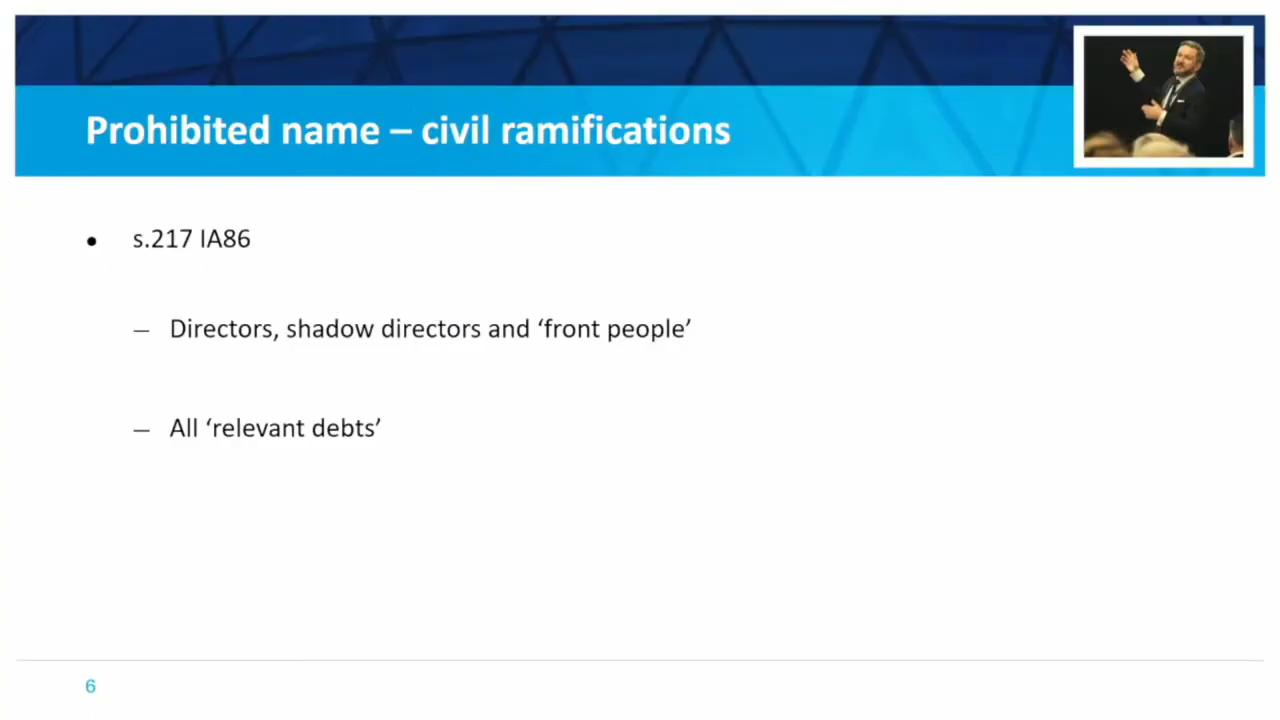 Prohibited name – civil ramifications
• s.217 IA86
– Directors, shadow directors and ‘front people’
– All ‘relevant debts’
6